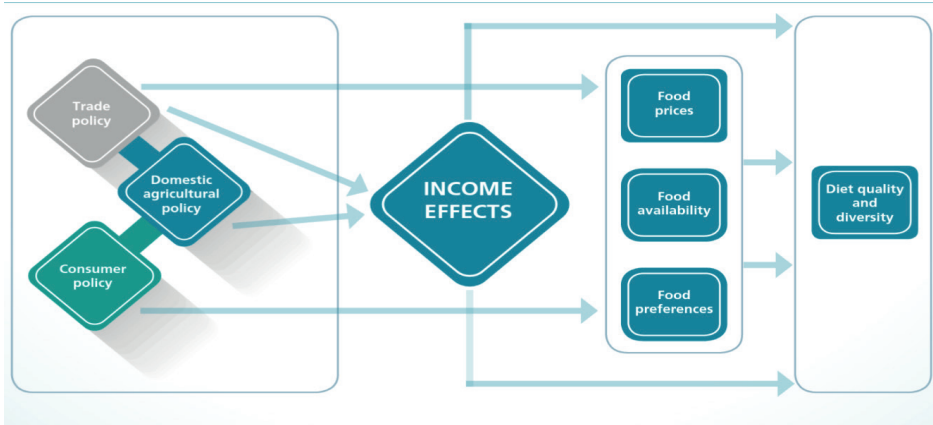 Trade
policy
Domestic
agricultural
policy
Consumer
policy
INCOME
EFFECTS
Food
prices
Food
availability
Food
preferences
Diet quality
and
diversity